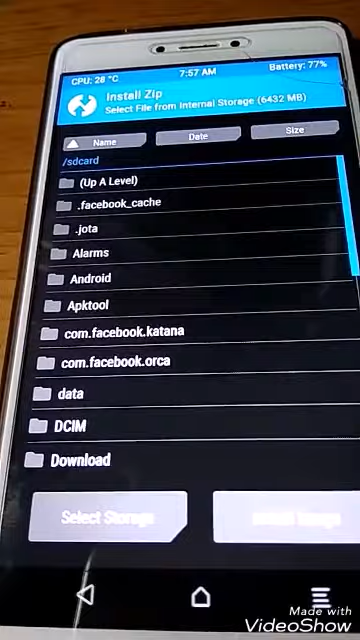 CPU: 28 °C 7:57 AM Battery: 77%
Install Zip
Select File from Internal Storage (6432 MB)
Name Date Size
/sdcard
(Up A Level)
.facebook_cache
.jota
Alarms
Android
Apktool
com.facebook.katana
com.facebook.orca
data
DCIM
Download
Select Storage
Made with
VideoShow